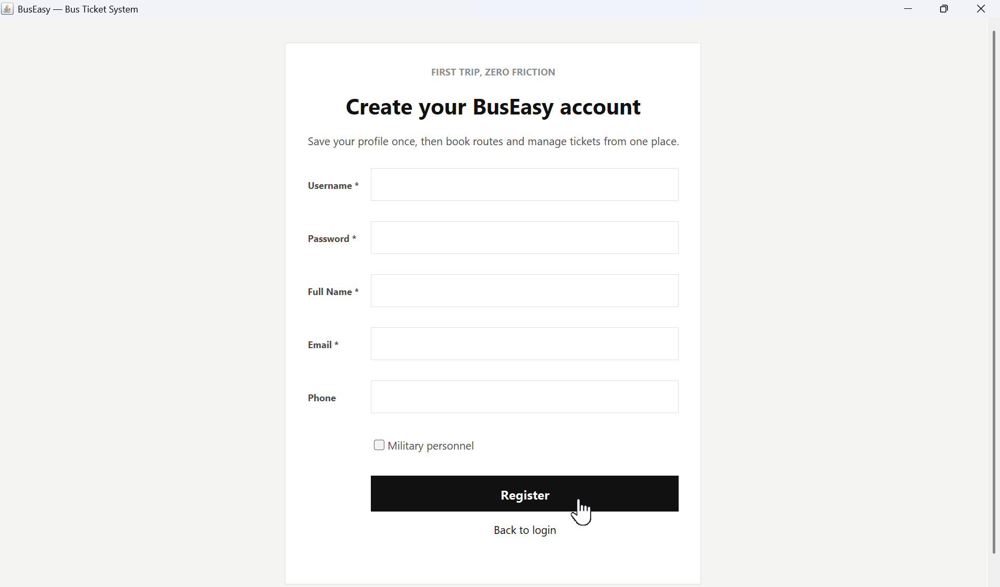 BusEasy — Bus Ticket System
FIRST TRIP, ZERO FRICTION
Create your BusEasy account
Save your profile once, then book routes and manage tickets from one place.
Username *
Password *
Full Name *
Email *
Phone
Military personnel
Register
Back to login